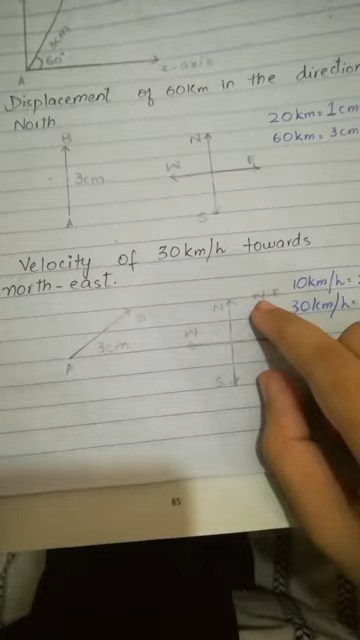 A
60°
x-axis
Displacement of 60km in the direction
North
20km=1cm
60km=3cm
B
N
W
E
3cm
A
S
Velocity of 30km/h towards
north-east.
10km/h=
30km/h=
B
N
W
3cm
A
S
85